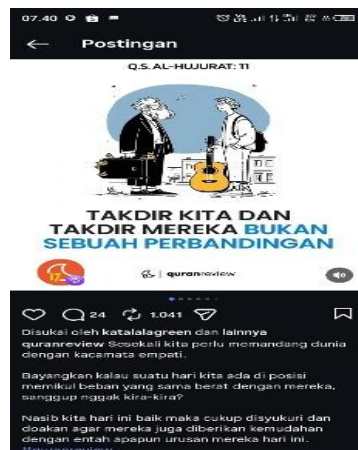 07.40
Postingan
Q.S. AL-HUJURAT: 11
TAKDIR KITA DAN
TAKDIR MEREKA BUKAN
SEBUAH PERBANDINGAN
17
quranreview
24 1.041
Disukai oleh katalalagreen dan lainnya
quranreview Sesekali kita perlu memandang dunia
dengan kacamata empati.
Bayangkan kalau suatu hari kita ada di posisi
memikul beban yang sama berat dengan mereka,
sanggup nggak kira-kira?
Nasib kita hari ini baik maka cukup disyukuri dan
doakan agar mereka juga diberikan kemudahan
dengan entah apapun urusan mereka hari ini.
#quranreview